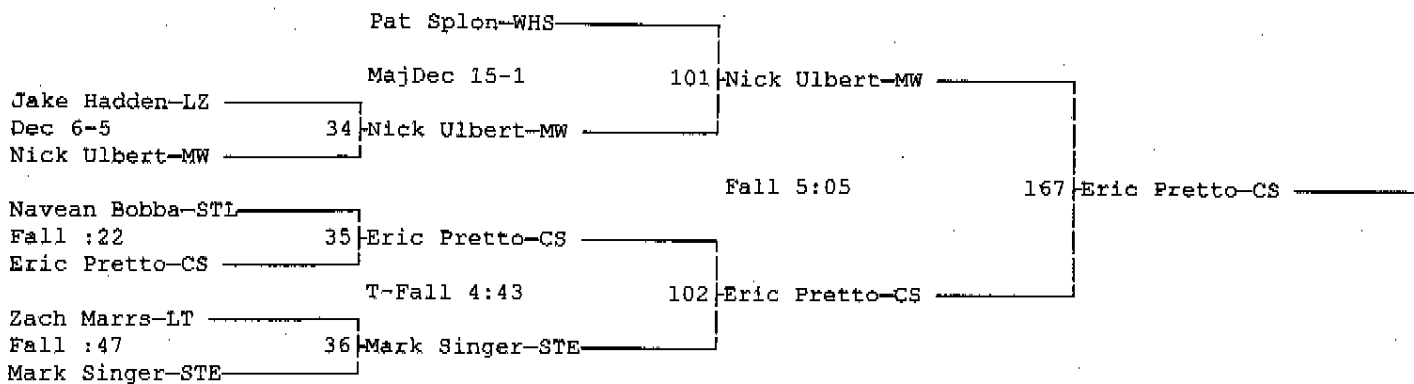 Pat Splon-WHS
MajDec 15-1
101 Nick Ulbert-MW
Jake Hadden-LZ
Dec 6-5
34 Nick Ulbert-MW
Nick Ulbert-MW
Fall 5:05
167 Eric Pretto-CS
Navean Bobba-STL
Fall :22
35 Eric Pretto-CS
Eric Pretto-CS
T-Fall 4:43
102 Eric Pretto-CS
Zach Marrs-LT
Fall :47
36 Mark Singer-STE
Mark Singer-STE